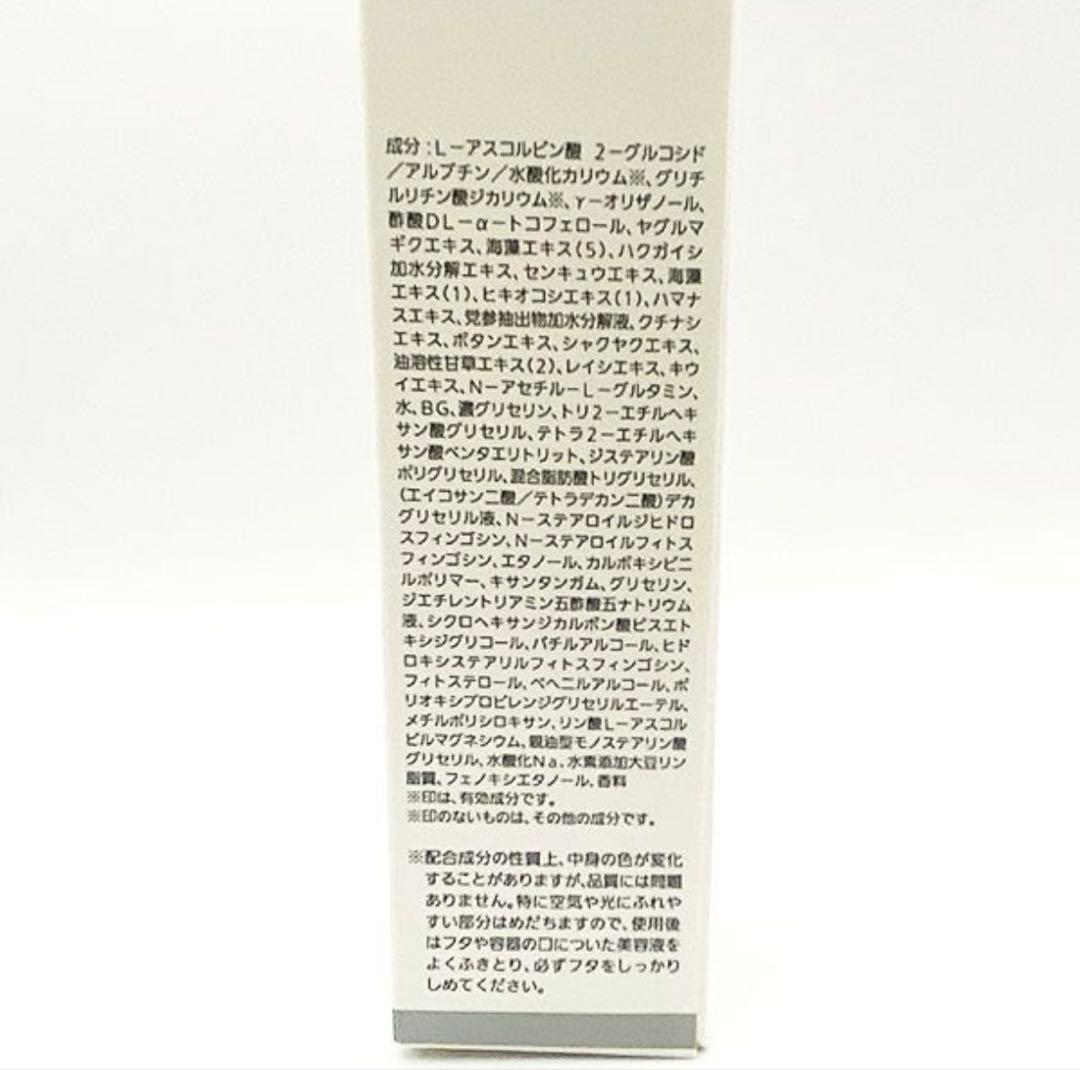 成分：L－アスコルビン酸 2－グルコシド
／アルブチン／水酸化カリウム※、グリチ
ルリチン酸ジカリウム※、γ－オリザノール、
酢酸DL－α－トコフェロール、ヤグルマ
ギクエキス、海藻エキス(5)、ハクガイシ
加水分解エキス、センキュウエキス、海藻
エキス(1)、ヒキオコシエキス(1)、ハマナ
スエキス、党参抽出物加水分解液、クチナシ
エキス、ボタンエキス、シャクヤクエキス、
油溶性甘草エキス(2)、レイシエキス、キウ
イエキス、N－アセチル－L－グルタミン、
水、BG、濃グリセリン、トリ2－エチルヘキ
サン酸グリセリル、テトラ2－エチルヘキ
サン酸ペンタエリトリット、ジステアリン酸
ポリグリセリル、混合脂肪酸トリグリセリル、
(エイコサン二酸／テトラデカン二酸)デカ
グリセリル液、N－ステアロイルジヒドロ
スフィンゴシン、N－ステアロイルフィトス
フィンゴシン、エタノール、カルボキシビニ
ルポリマー、キサンタンガム、グリセリン、
ジエチレントリアミン五酢酸五ナトリウム
液、シクロヘキサンジカルボン酸ビスエト
キシジグリコール、バチルアルコール、ヒド
ロキシステアリルフィトスフィンゴシン、
フィトステロール、ベヘニルアルコール、ポ
リオキシプロピレンジグリセリルエーテル、
メチルポリシロキサン、リン酸L－アスコル
ビルマグネシウム、親油型モノステアリン酸
グリセリル、水酸化Na、水素添加大豆リン
脂質、フェノキシエタノール、香料
※印は、有効成分です。
※印のないものは、その他の成分です。
※配合成分の性質上、中身の色が変化
することがありますが、品質には問題
ありません。特に空気や光にふれや
すい部分はめだちますので、使用後
はフタや容器の口についた美容液を
よくふきとり、必ずフタをしっかり
しめてください。